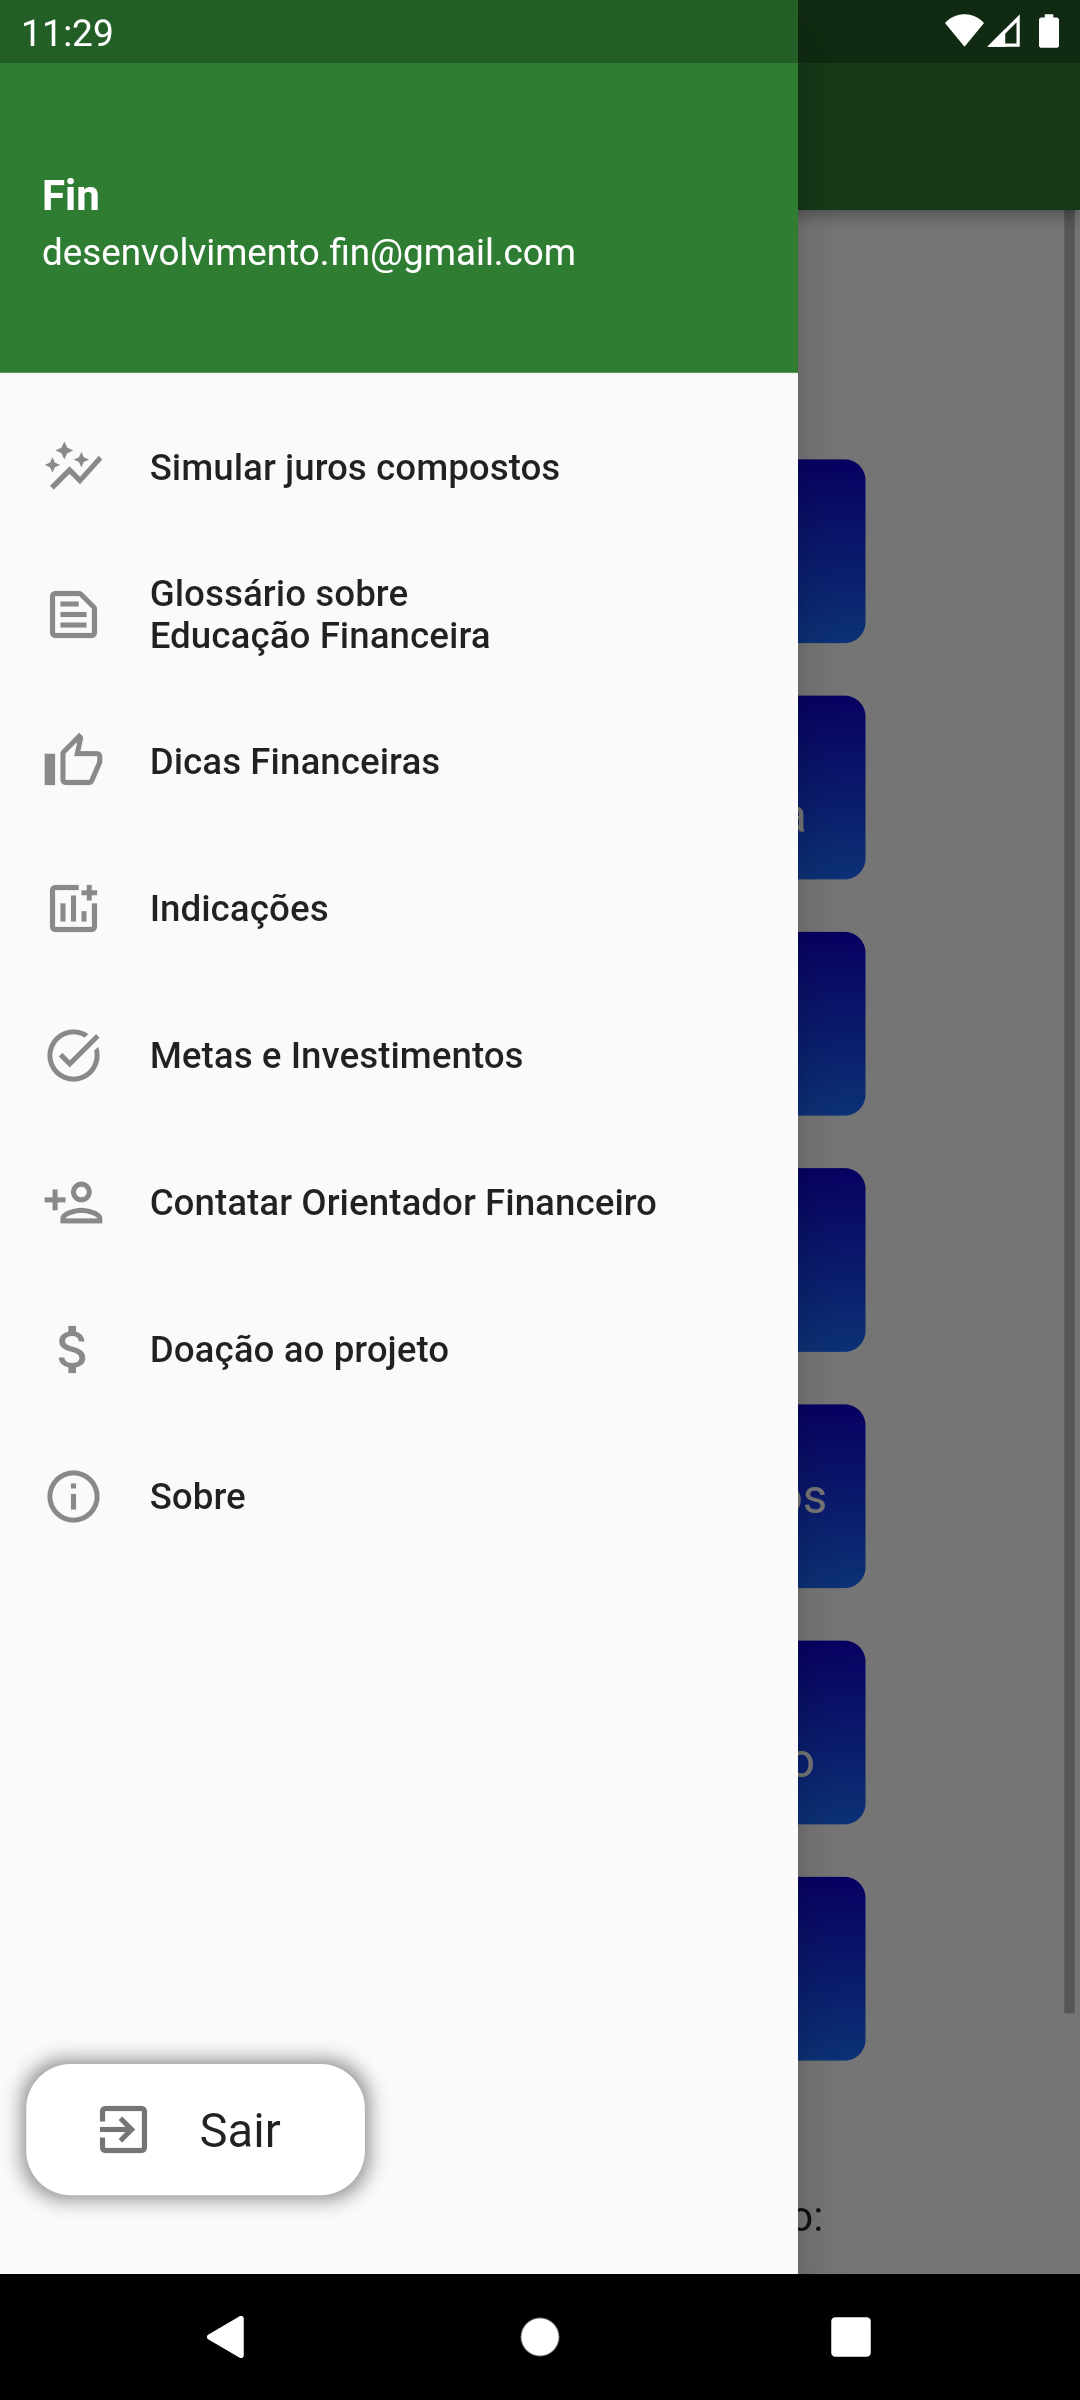 11:29
Fin
desenvolvimento.fin@gmail.com
Simular juros compostos
Glossário sobre
Educação Financeira
Dicas Financeiras
Indicações
Metas e Investimentos
Contatar Orientador Financeiro
Doação ao projeto
Sobre
Sair